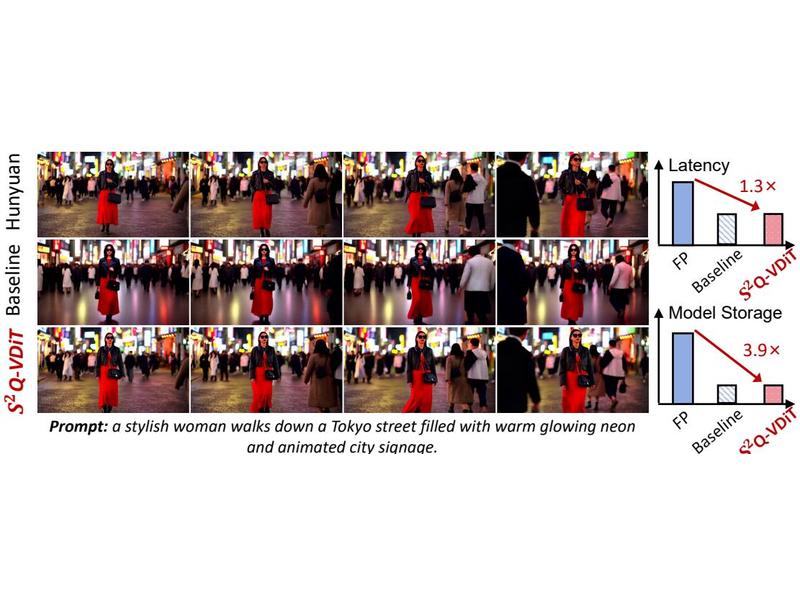 Hunyuan
Baseline
S²Q-VDiT
Prompt: a stylish woman walks down a Tokyo street filled with warm glowing neon
and animated city signage.
Latency
1.3×
FP
Baseline
S²Q-VDiT
Model Storage
3.9×
FP
Baseline
S²Q-VDiT